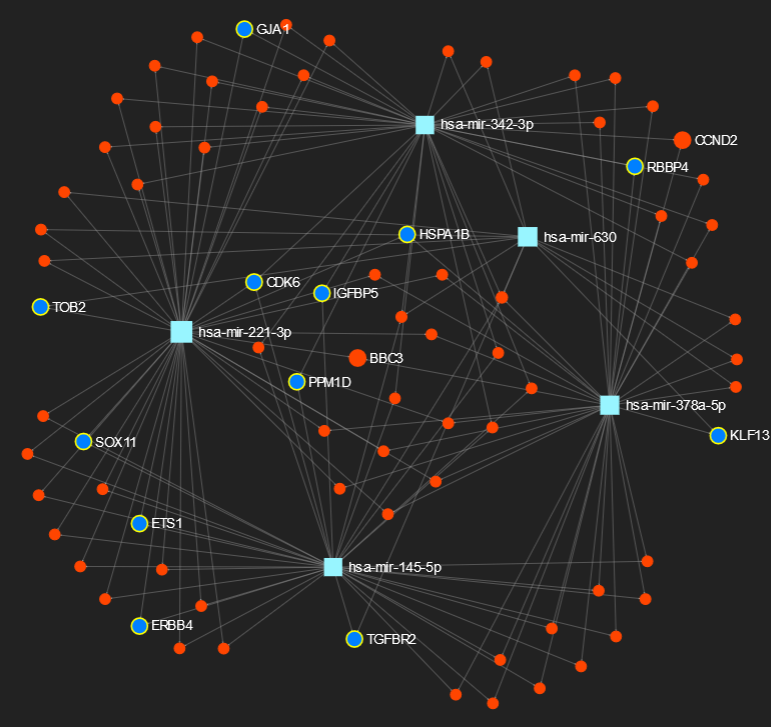 GJA1
hsa-mir-342-3p
CCND2
RBBP4
HSPA1B
hsa-mir-630
CDK6
IGFBP5
TOB2
hsa-mir-221-3p
BBC3
PPM1D
hsa-mir-378a-5p
KLF13
SOX11
ETS1
hsa-mir-145-5p
ERBB4
TGFBR2